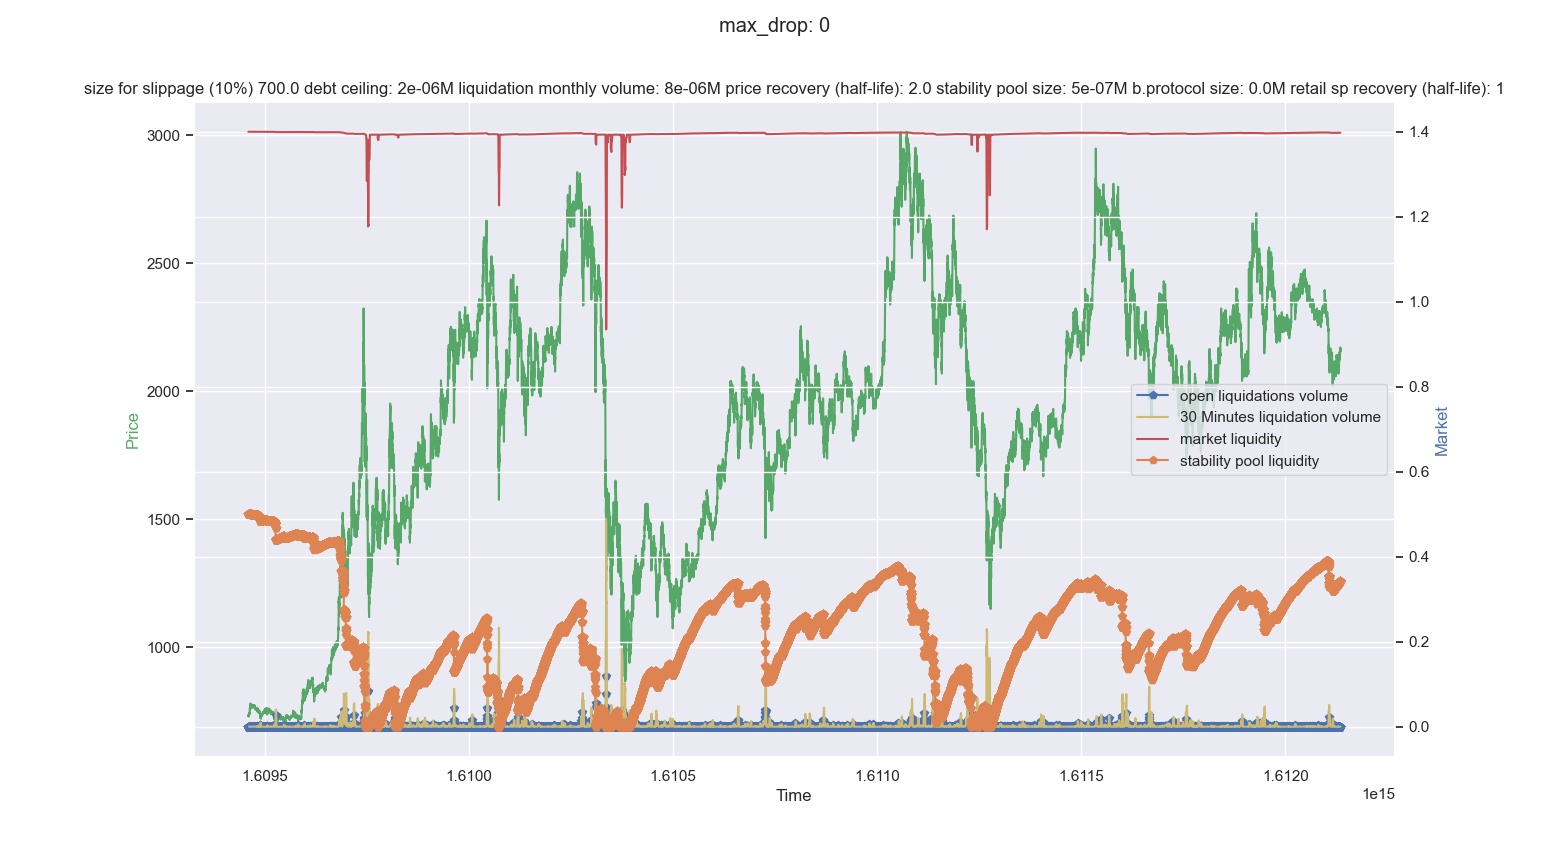 max_drop: 0
size for slippage (10%) 700.0 debt ceiling: 2e-06M liquidation monthly volume: 8e-06M price recovery (half-life): 2.0 stability pool size: 5e-07M b.protocol size: 0.0M retail sp recovery (half-life): 1
3000
2500
2000
1500
1000
Price
1.4
1.2
1.0
0.8
0.6
0.4
0.2
0.0
Market
open liquidations volume
30 Minutes liquidation volume
market liquidity
stability pool liquidity
1.6095 1.6100 1.6105 1.6110 1.6115 1.6120
Time
1e15